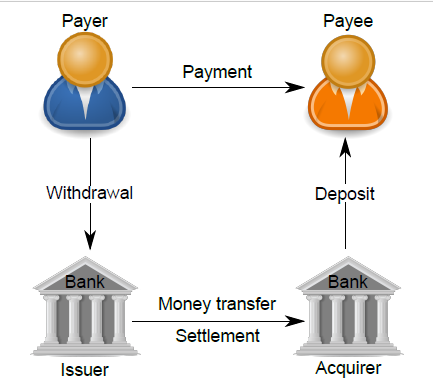 Payer
Payee
Payment
Withdrawal
Deposit
Bank
Bank
Money transfer
Settlement
Issuer
Acquirer